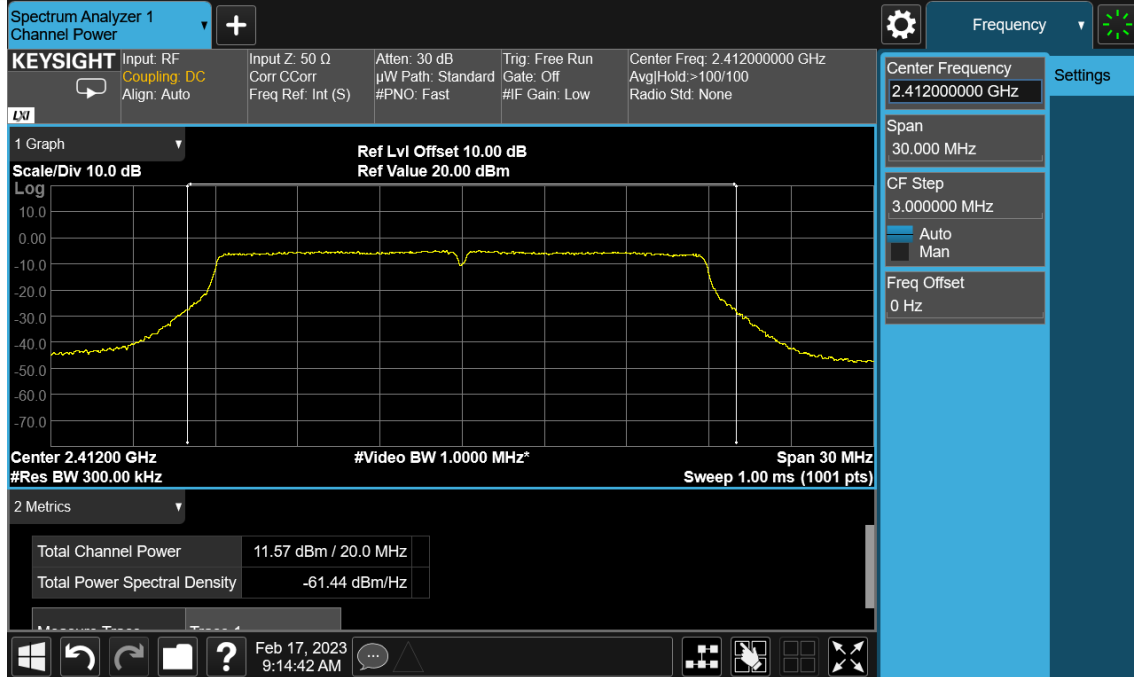 Spectrum Analyzer 1
Channel Power
Frequency
KEYSIGHT
LXI
Input: RF
Coupling: DC
Align: Auto
Input Z: 50 Ω
Corr CCorr
Freq Ref: Int (S)
Atten: 30 dB
µW Path: Standard
#PNO: Fast
Trig: Free Run
Gate: Off
#IF Gain: Low
Center Freq: 2.412000000 GHz
Avg|Hold:>100/100
Radio Std: None
Center Frequency
2.412000000 GHz
Settings
Span
30.000 MHz
CF Step
3.000000 MHz
Auto
Man
Freq Offset
0 Hz
1 Graph
Scale/Div 10.0 dB
Ref Lvl Offset 10.00 dB
Ref Value 20.00 dBm
Log
10.0
0.00
-10.0
-20.0
-30.0
-40.0
-50.0
-60.0
-70.0
Center 2.41200 GHz
#Video BW 1.0000 MHz*
Span 30 MHz
#Res BW 300.00 kHz
Sweep 1.00 ms (1001 pts)
2 Metrics
Total Channel Power 11.57 dBm / 20.0 MHz
Total Power Spectral Density -61.44 dBm/Hz
Measure Trace Trace 1
?
Feb 17, 2023
9:14:42 AM